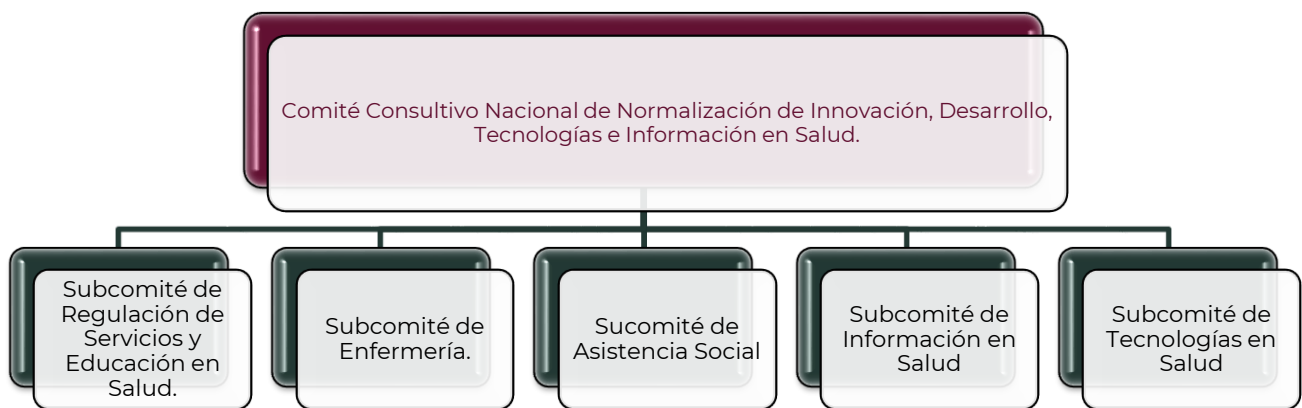 Comité Consultivo Nacional de Normalización de Innovación, Desarrollo,
Tecnologías e Información en Salud.
Subcomité de
Regulación de
Servicios y
Educación en
Salud.
Subcomité de
Enfermería.
Sucomité de
Asistencia Social
Subcomité de
Información en
Salud
Subcomité de
Tecnologías en
Salud